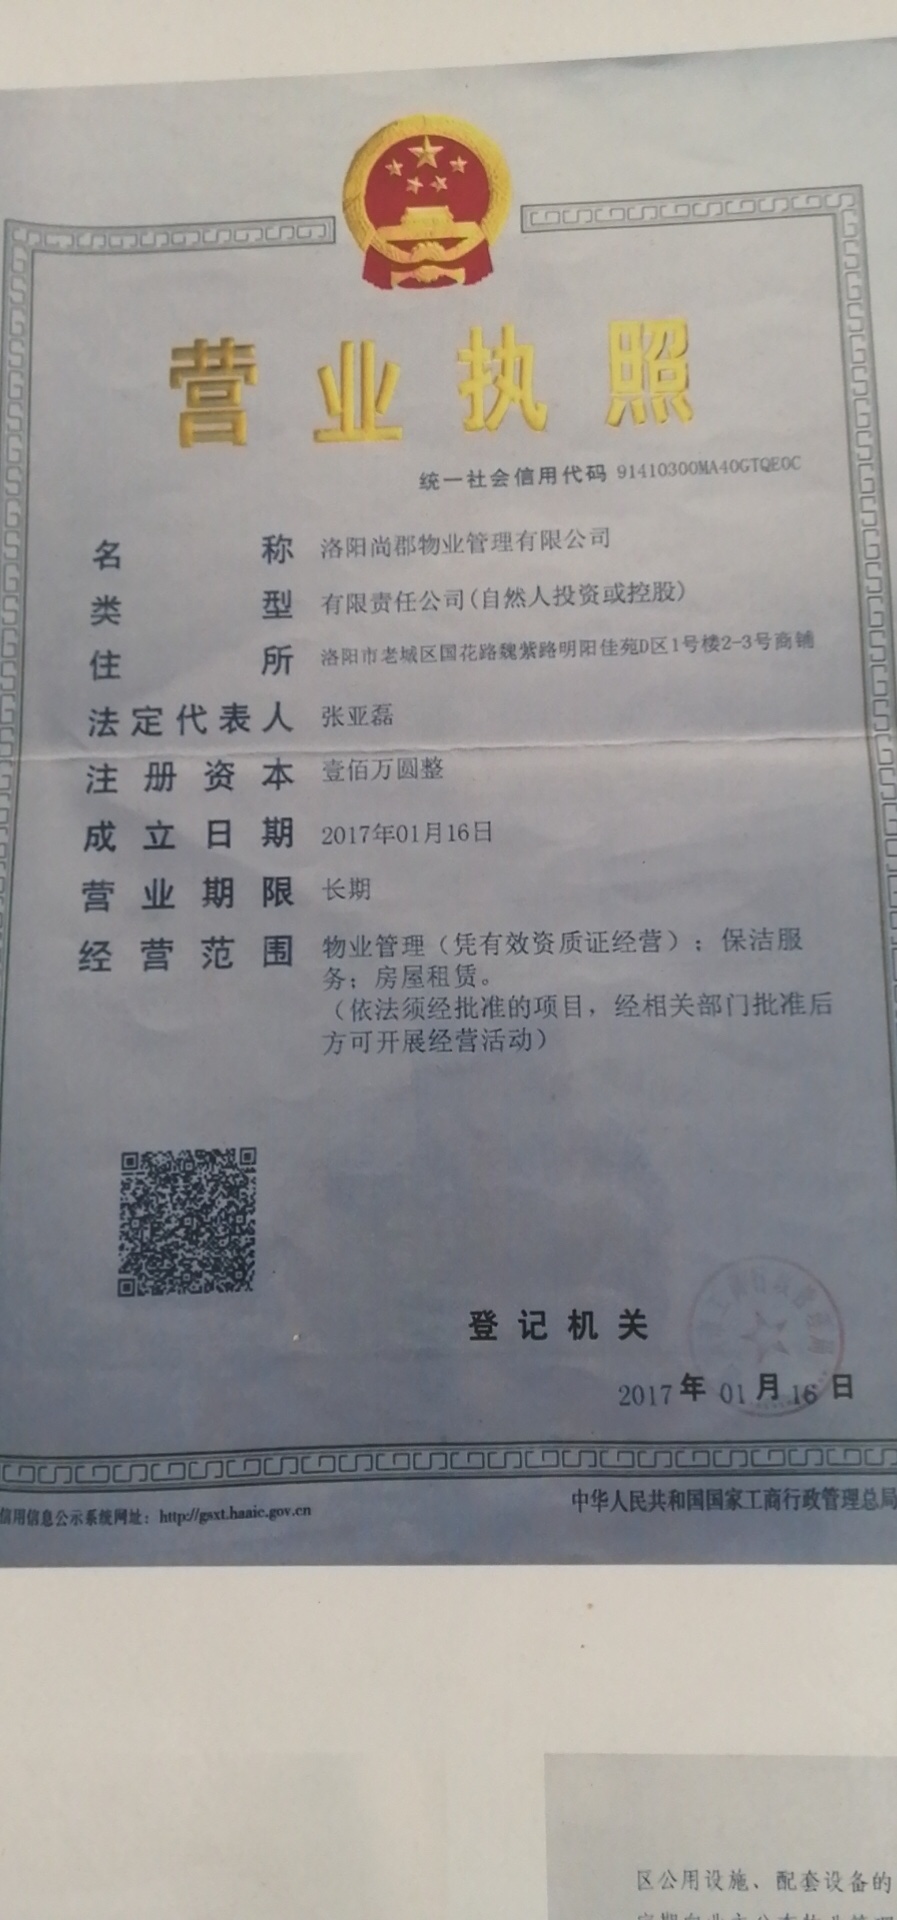 营业执照
统一社会信用代码 91410300MA40GTQE0C
名称 洛阳尚郡物业管理有限公司
类型 有限责任公司(自然人投资或控股)
住所 洛阳市老城区国花路魏紫路明阳佳苑D区1号楼2-3号商铺
法定代表人 张亚磊
注册资本 壹佰万圆整
成立日期 2017年01月16日
营业期限 长期
经营范围 物业管理（凭有效资质证经营）；保洁服
务；房屋租赁。
（依法须经批准的项目，经相关部门批准后
方可开展经营活动）
登记机关
2017年 01月16日
信用信息公示系统网址：http://gsxt.haaic.gov.cn
中华人民共和国国家工商行政管理总局
区公用设施、配套设备的